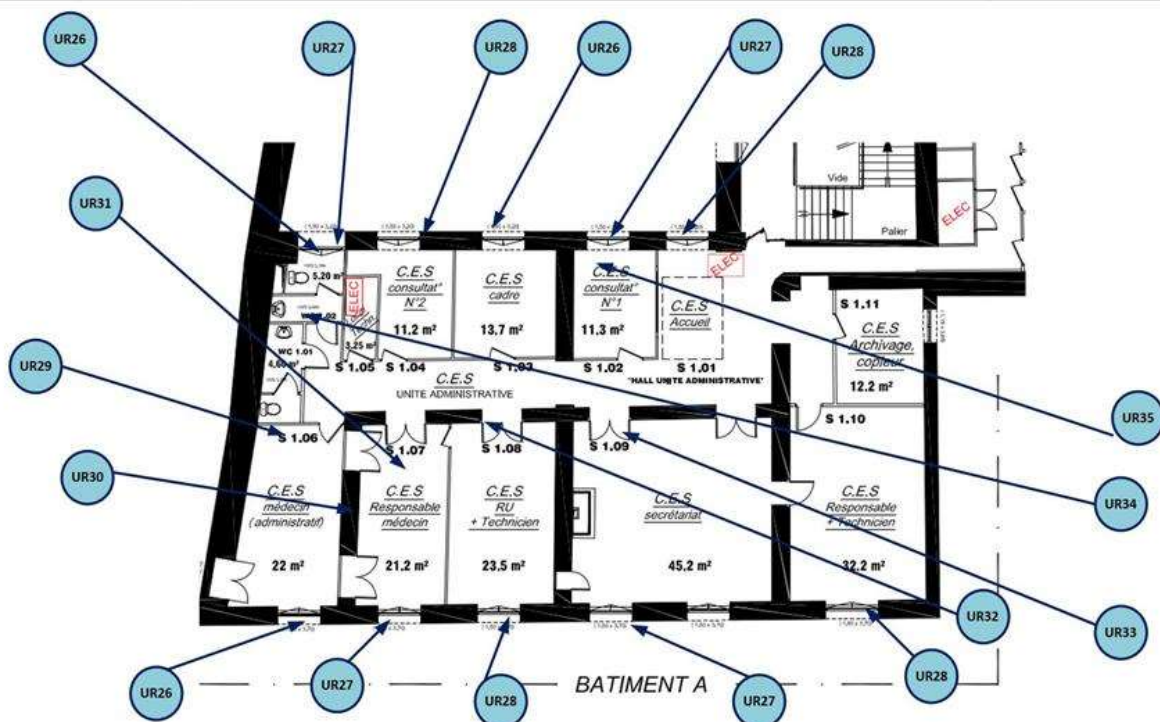 UR26
UR27
UR28
UR26
UR27
UR28
UR31
Vide
Palier
ELEC
5,20 m²
ELEC
C.E.S
consultat°
N°2
11.2 m²
C.E.S
cadre
13,7 m²
C.E.S
consultat°
N°1
11,3 m²
ELEC
C.E.S
Accueil
S 1.11
C.E.S
Archivage,
copieur
12.2 m²
WC 1.01
3,25 m²
S 1.05
S 1.04
S 1.03
S 1.02
S 1.01
"HALL UNITE ADMINISTRATIVE"
C.E.S
UNITE ADMINISTRATIVE
UR29
UR35
S 1.06
S 1.07
S 1.08
S 1.09
S 1.10
UR30
UR34
C.E.S
médecin
(administratif)
22 m²
C.E.S
Responsable
médecin
21,2 m²
C.E.S
RU
+ Technicien
23,5 m²
C.E.S
secrétariat
45.2 m²
C.E.S
Responsable
+ Technicien
32.2 m²
UR32
UR33
UR26
UR27
UR28
BATIMENT A
UR27
UR28